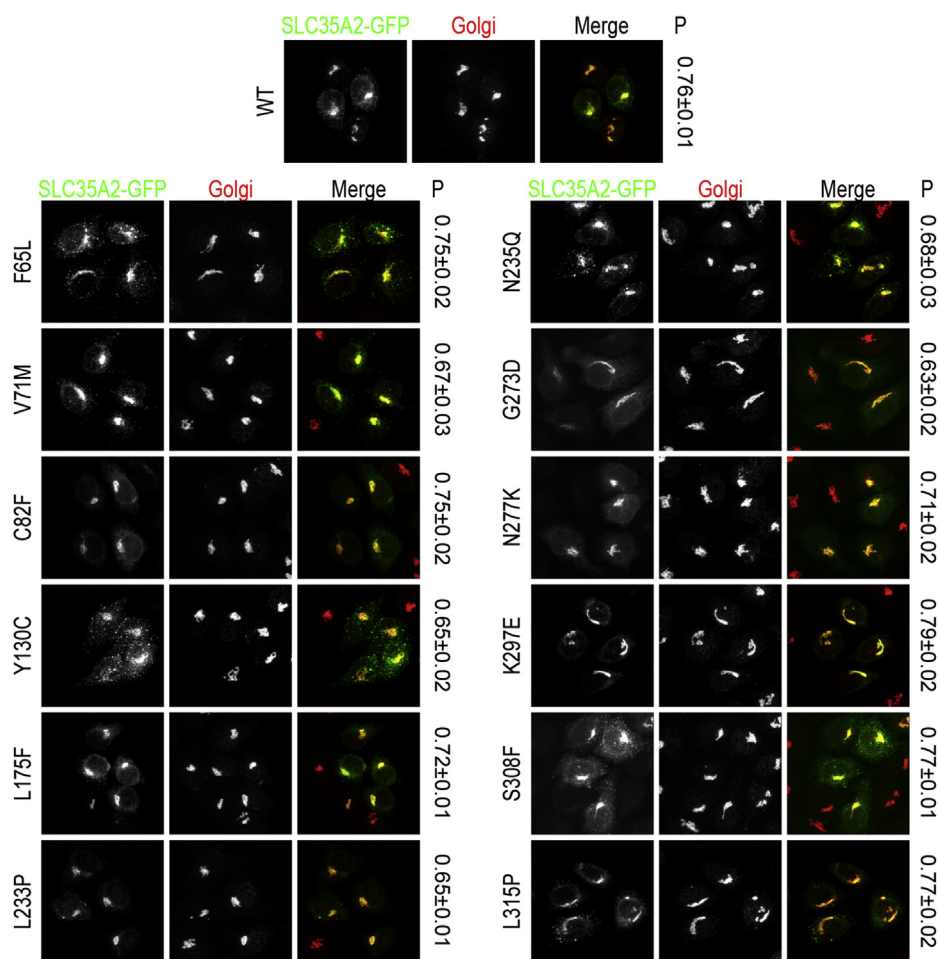 SLC35A2-GFP Golgi Merge P
WT 0.76±0.01
SLC35A2-GFP Golgi Merge P
F65L 0.75±0.02
V71M 0.67±0.03
C82F 0.75±0.02
Y130C 0.65±0.02
L175F 0.72±0.01
L233P 0.65±0.01
SLC35A2-GFP Golgi Merge P
N235Q 0.68±0.03
G273D 0.63±0.02
N277K 0.71±0.02
K297E 0.79±0.02
S308F 0.77±0.01
L315P 0.77±0.02